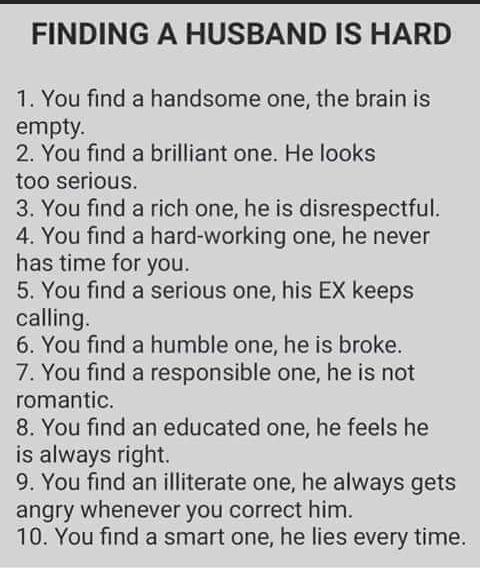 FINDING A HUSBAND IS HARD
1. You find a handsome one, the brain is
empty.
2. You find a brilliant one. He looks
too serious.
3. You find a rich one, he is disrespectful.
4. You find a hard-working one, he never
has time for you.
5. You find a serious one, his EX keeps
calling.
6. You find a humble one, he is broke.
7. You find a responsible one, he is not
romantic.
8. You find an educated one, he feels he
is always right.
9. You find an illiterate one, he always gets
angry whenever you correct him.
10. You find a smart one, he lies every time.